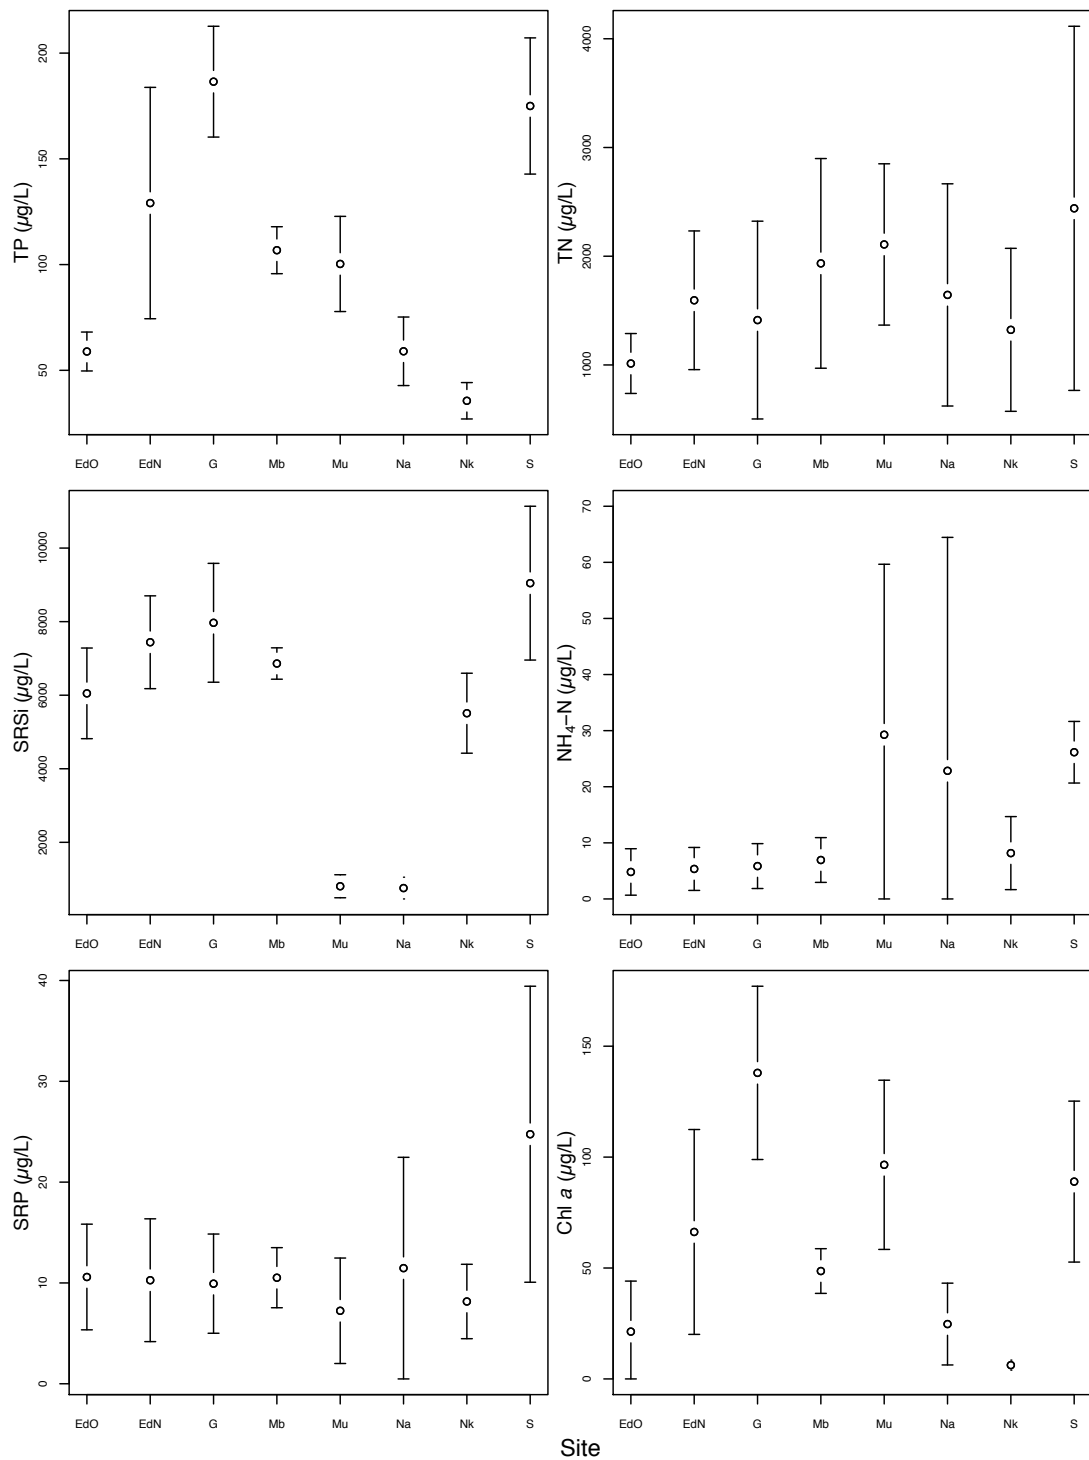 TP (µg/L)
200
150
100
50
EdO EdN G Mb Mu Na Nk S
TN (µg/L)
4000
3000
2000
1000
EdO EdN G Mb Mu Na Nk S
SRSi (µg/L)
10000
8000
6000
4000
2000
EdO EdN G Mb Mu Na Nk S
NH₄−N (µg/L)
70
60
50
40
30
20
10
0
EdO EdN G Mb Mu Na Nk S
SRP (µg/L)
40
30
20
10
0
EdO EdN G Mb Mu Na Nk S
Chl a (µg/L)
150
100
50
0
EdO EdN G Mb Mu Na Nk S
Site